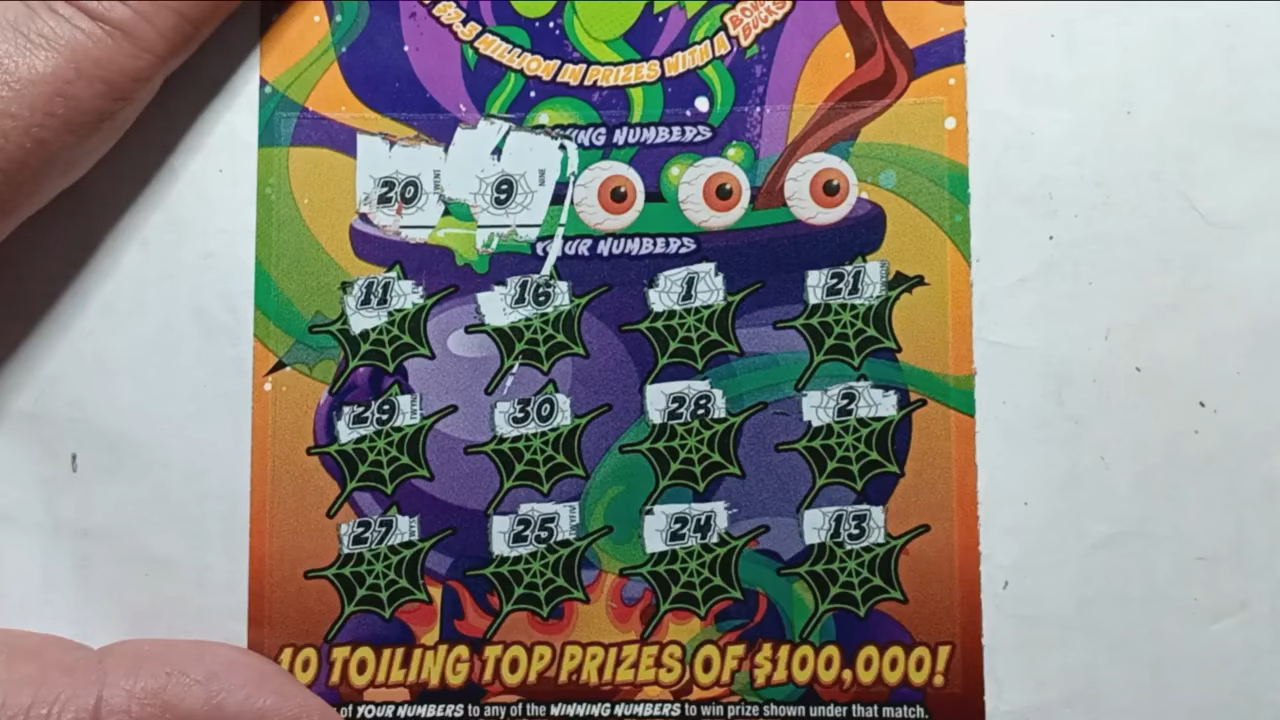 $7.5 MILLION IN PRIZES WITH A BONUS BUCKS
NUMBERS
20 9
NINE
YOUR NUMBERS
11 16 1 21
29 30 28 2
27 25 24 13
10 TOILING TOP PRIZES OF $100,000!
of YOUR NUMBERS to any of the WINNING NUMBERS to win prize shown under that match.